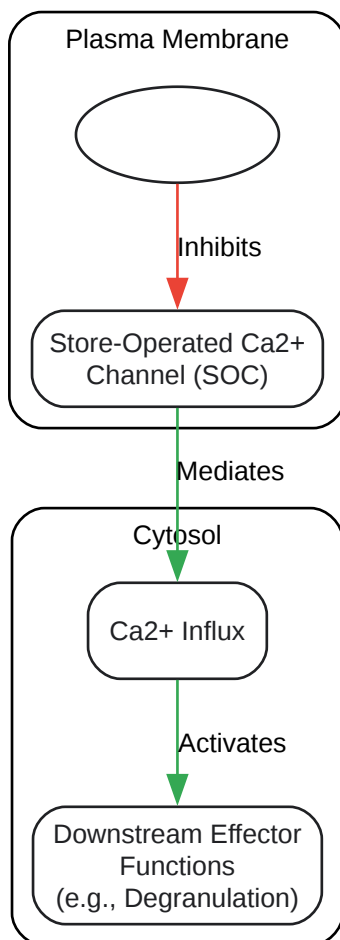 Plasma Membrane
Inhibits
Store-Operated Ca2+
Channel (SOC)
Mediates
Cytosol
Ca2+ Influx
Activates
Downstream Effector
Functions
(e.g., Degranulation)